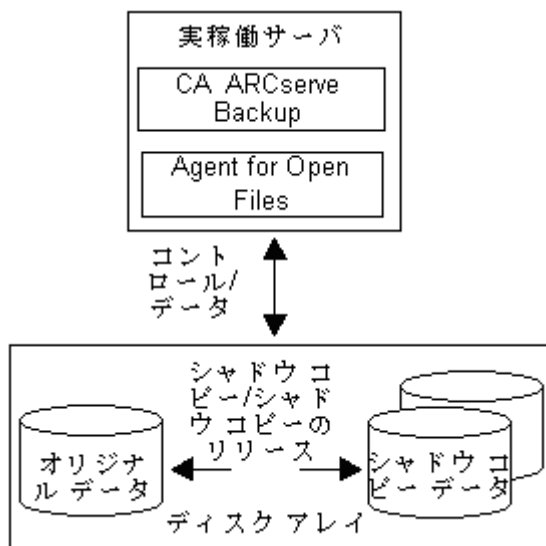 実稼働サーバ
CA ARCserve
Backup
Agent for Open
Files
コント
ロール/
データ
シャドウ コ
ピー/シャド
ウ コピーの
リリース
オリジナ
ル データ
シャドウ コ
ピー データ
ディスク アレイ